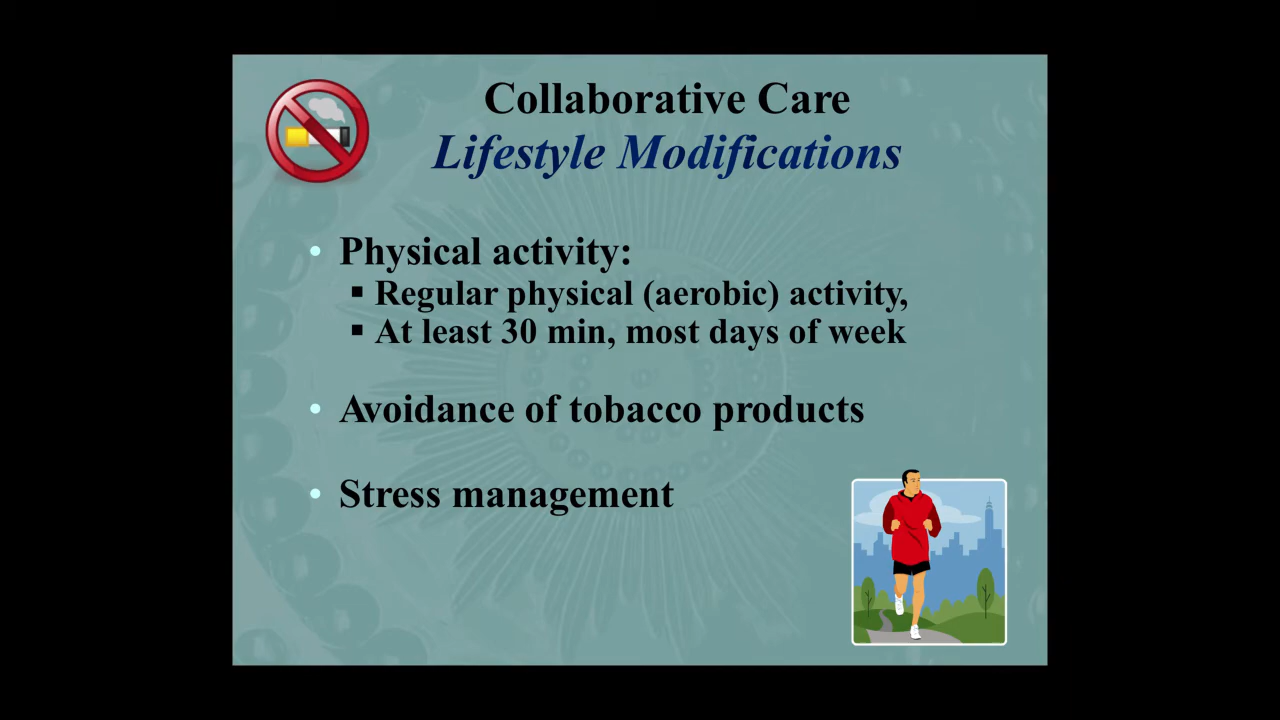 Collaborative Care
Lifestyle Modifications
• Physical activity:
▪ Regular physical (aerobic) activity,
▪ At least 30 min, most days of week
• Avoidance of tobacco products
• Stress management